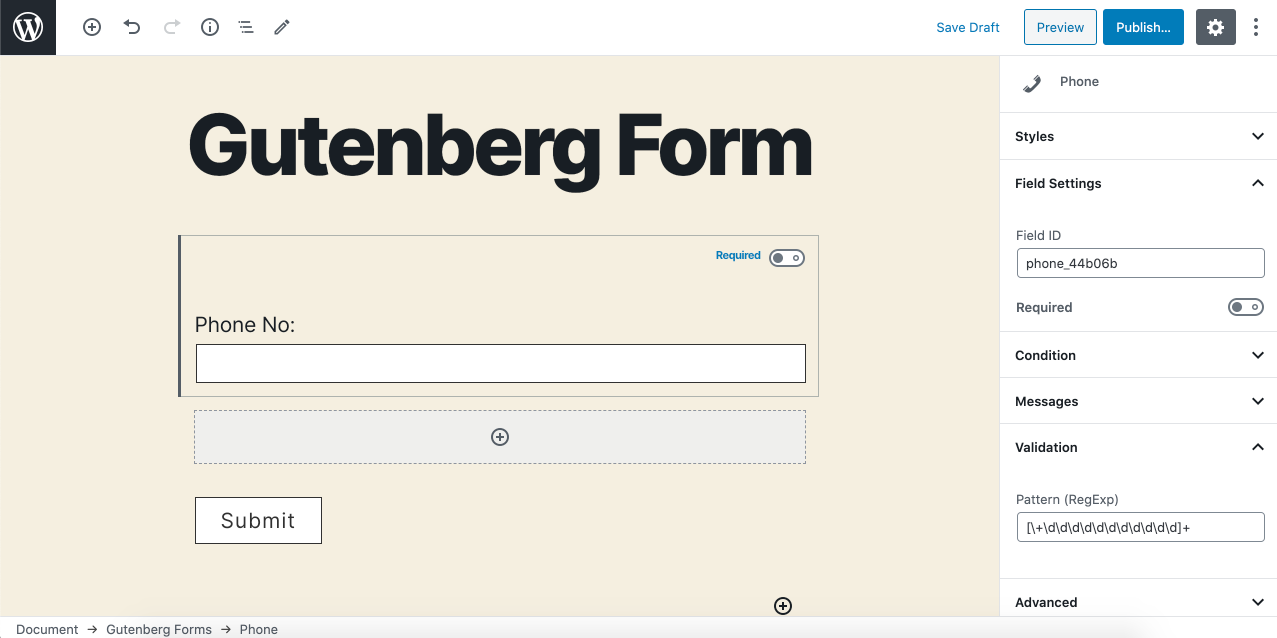 Save Draft
Preview
Publish...
Phone
Styles
Gutenberg Form
Field Settings
Field ID
phone_44b06b
Required
Required
Phone No:
Condition
Messages
Validation
Submit
Pattern (RegExp)
[\+\d\d\d\d\d\d\d\d\d\d\d]+
Advanced
Document → Gutenberg Forms → Phone